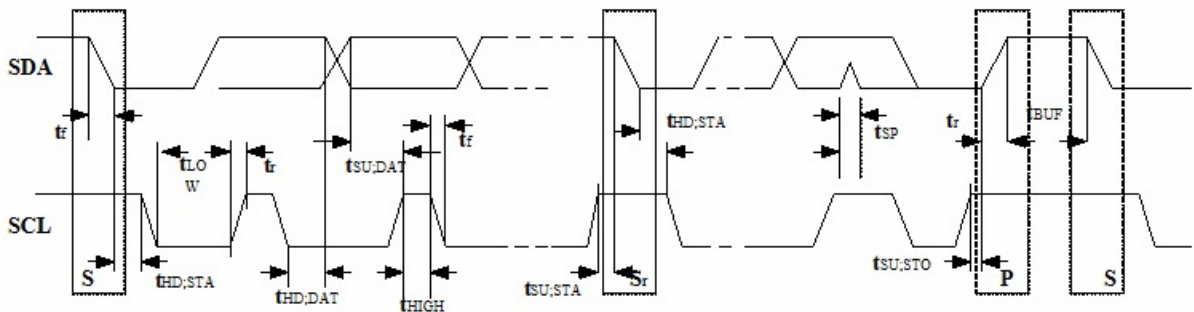 SDA
tf
tLO
W
tr
tSU;DAT
tf
tHD;STA
tSP
tr
tBUF
SCL
S
tHD;STA
tHD;DAT
tHIGH
tSU;STA
Sr
tSU;STO
P
S